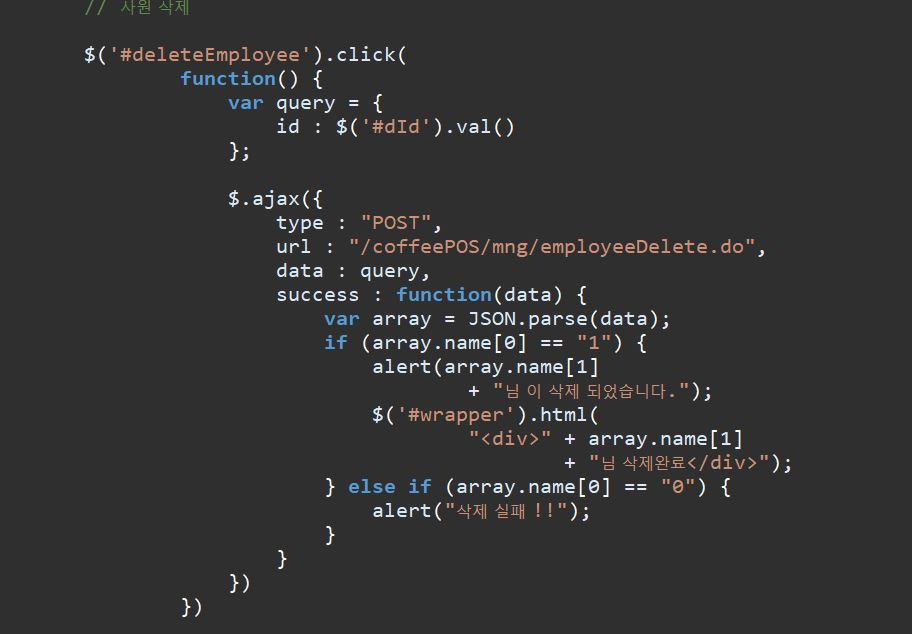 // 사원 삭제
$('#deleteEmployee').click(
function() {
var query = {
id : $('#dId').val()
};
$.ajax({
type : "POST",
url : "/coffeePOS/mng/employeeDelete.do",
data : query,
success : function(data) {
var array = JSON.parse(data);
if (array.name[0] == "1") {
alert(array.name[1]
+ "님 이 삭제 되었습니다.");
$('#wrapper').html(
"<div>" + array.name[1]
+ "님 삭제완료</div>");
} else if (array.name[0] == "0") {
alert("삭제 실패 !!");
}
}
})
})